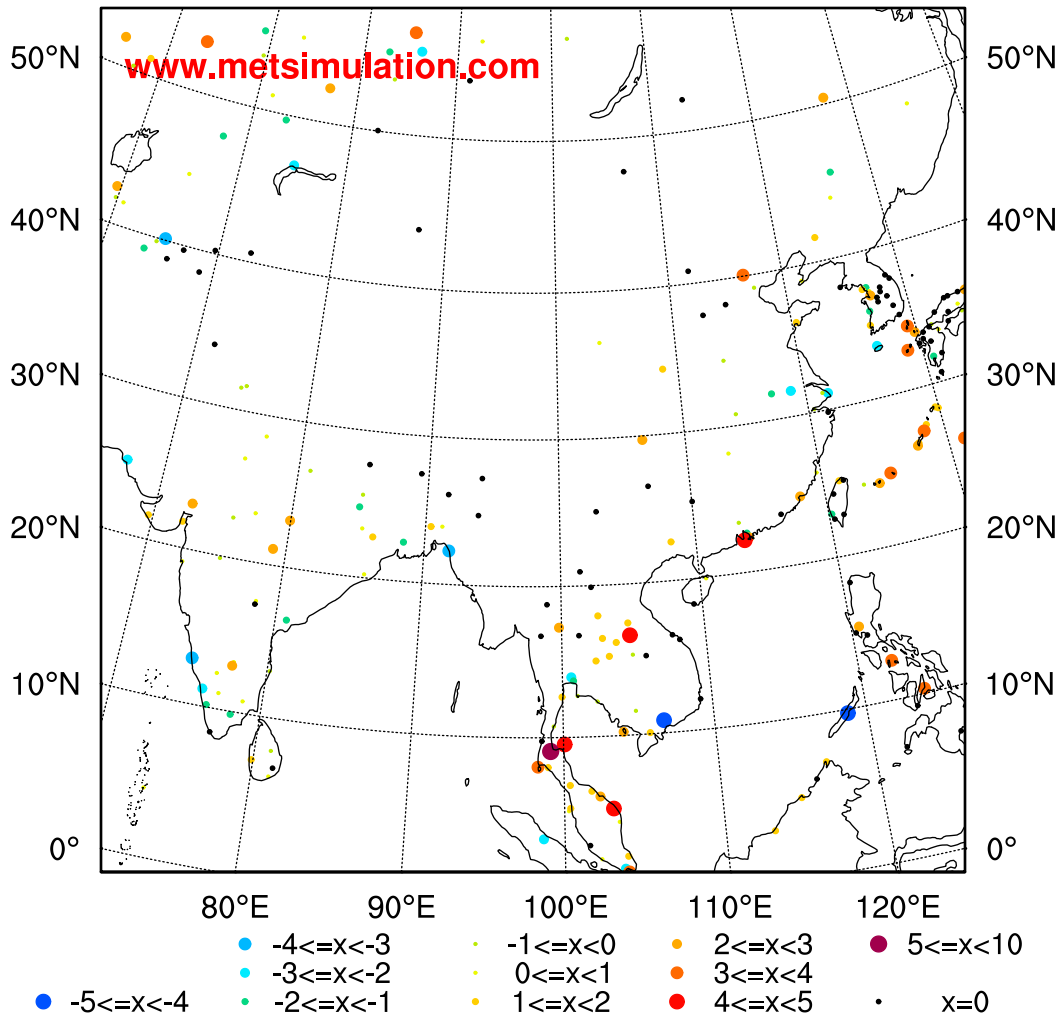 www.metsimulation.com
50°N 50°N
40°N 40°N
30°N 30°N
20°N 20°N
10°N 10°N
0° 0°
80°E 90°E 100°E 110°E 120°E
-4<=x<-3 -1<=x<0 2<=x<3 5<=x<10
-3<=x<-2 0<=x<1 3<=x<4
-5<=x<-4 -2<=x<-1 1<=x<2 4<=x<5 x=0